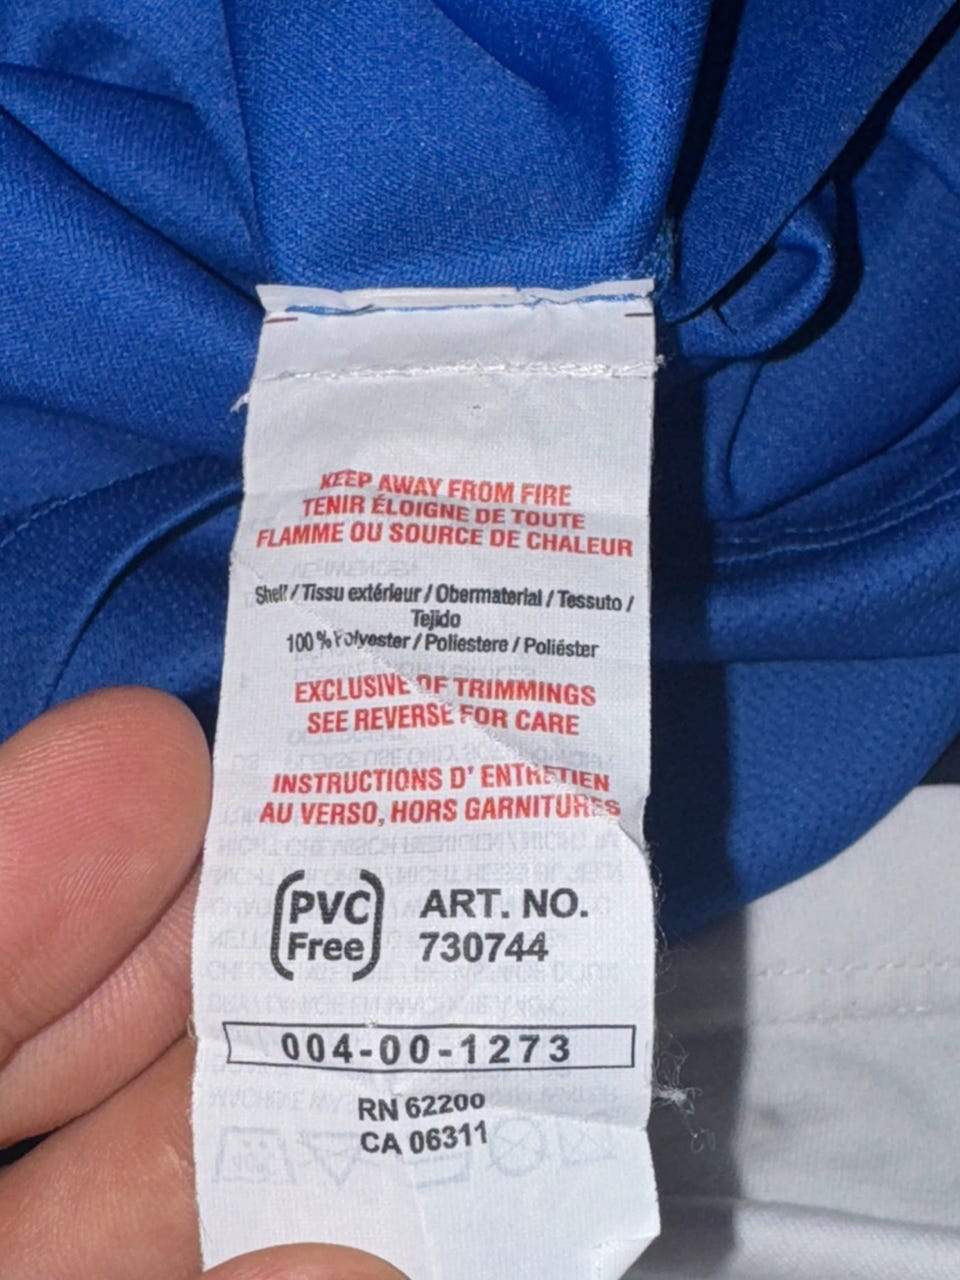 KEEP AWAY FROM FIRE
TENIR ÉLOIGNE DE TOUTE
FLAMME OU SOURCE DE CHALEUR
Shell / Tissu extérieur / Obermaterial / Tessuto /
Tejido
100 % Polyester / Poliestere / Poliéster
EXCLUSIVE OF TRIMMINGS
SEE REVERSE FOR CARE
INSTRUCTIONS D' ENTRETIEN
AU VERSO, HORS GARNITURES
PVC
Free
ART. NO.
730744
004-00-1273
RN 62200
CA 06311